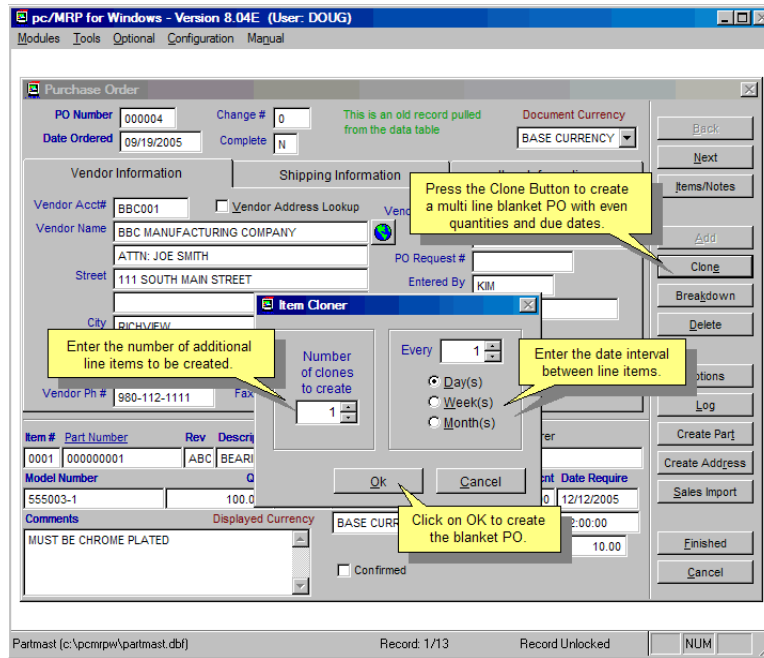 pc/MRP for Windows - Version 8.04E (User: DOUG)
Modules Tools Optional Configuration Manual
Purchase Order
PO Number 000004 Change # 0 This is an old record pulled Document Currency
Date Ordered 09/19/2005 Complete N from the data table BASE CURRENCY
Back
Next
Items/Notes
Add
Clone
Breakdown
Delete
Log
Create Part
Create Address
Sales Import
Finished
Cancel
Vendor Information Shipping Information
Press the Clone Button to create
a multi line blanket PO with even
quantities and due dates.
Vendor Acct# BBC001 Vendor Address Lookup
Vendor Name BBC MANUFACTURING COMPANY
ATTN: JOE SMITH PO Request #
Street 111 SOUTH MAIN STREET Entered By KIM
City RICHVIEW
Vendor Ph # 980-112-1111 Fax
Item Cloner
Number
of clones
to create
1
Every 1
Day(s)
Week(s)
Month(s)
Ok Cancel
Enter the number of additional
line items to be created.
Enter the date interval
between line items.
Click on OK to create
the blanket PO.
Item # Part Number Rev
0001 000000001 ABC
Model Number Date Require
555003-1 100.0 12/12/2005
Comments Displayed Currency
MUST BE CHROME PLATED
10.00
Confirmed
Partmast (c:\pcmrpw\partmast.dbf) Record: 1/13 Record Unlocked NUM